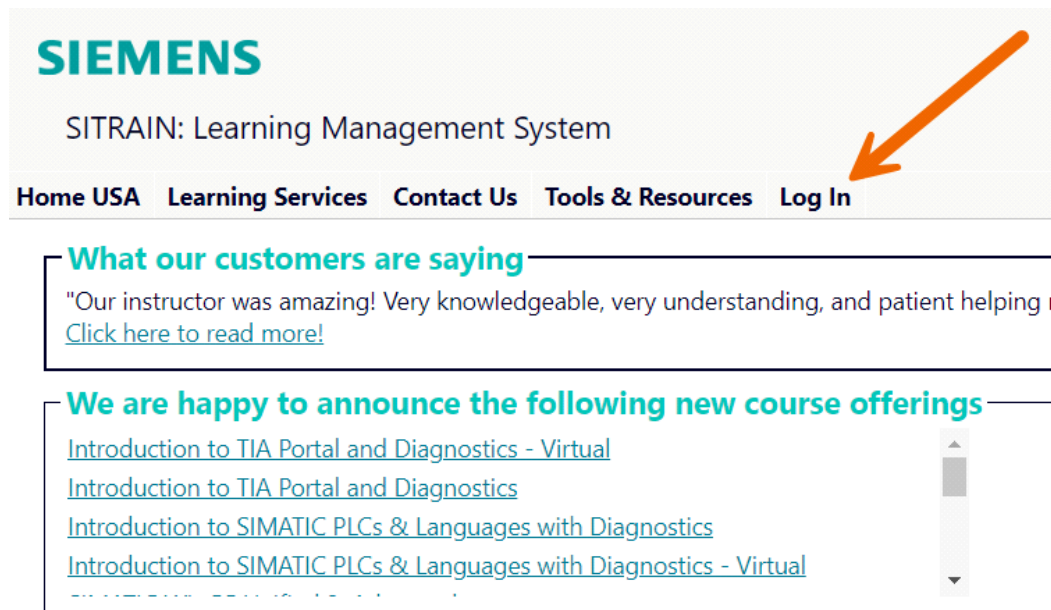 SIEMENS
SITRAIN: Learning Management System
Home USA Learning Services Contact Us Tools & Resources Log In
What our customers are saying
"Our instructor was amazing! Very knowledgeable, very understanding, and patient helping
Click here to read more!
We are happy to announce the following new course offerings
Introduction to TIA Portal and Diagnostics - Virtual
Introduction to TIA Portal and Diagnostics
Introduction to SIMATIC PLCs & Languages with Diagnostics
Introduction to SIMATIC PLCs & Languages with Diagnostics - Virtual